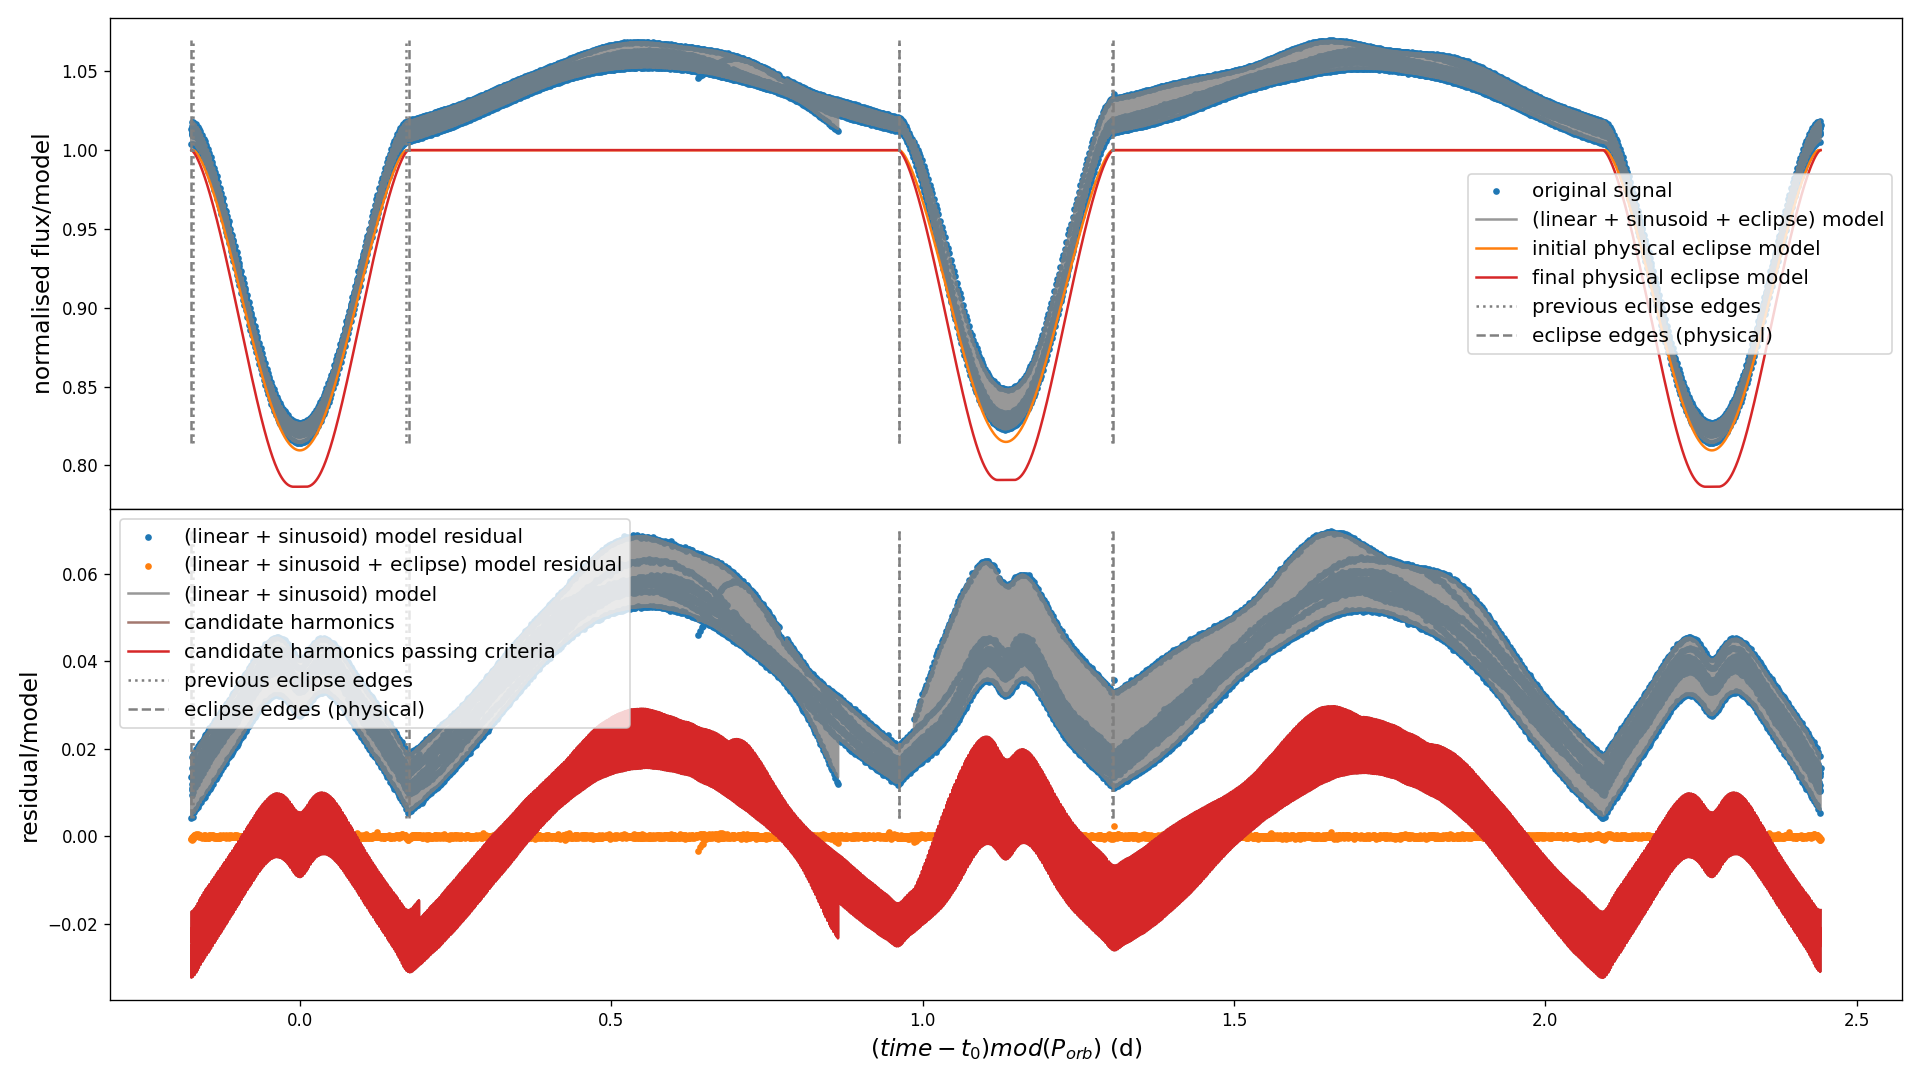 normalised flux/model
1.05
1.00
0.95
0.90
0.85
0.80
original signal
(linear + sinusoid + eclipse) model
initial physical eclipse model
final physical eclipse model
previous eclipse edges
eclipse edges (physical)
residual/model
0.06
0.04
0.02
0.00
−0.02
(linear + sinusoid) model residual
(linear + sinusoid + eclipse) model residual
(linear + sinusoid) model
candidate harmonics
candidate harmonics passing criteria
previous eclipse edges
eclipse edges (physical)
0.0 0.5 1.0 1.5 2.0 2.5
(time − t₀)mod(P_orb) (d)